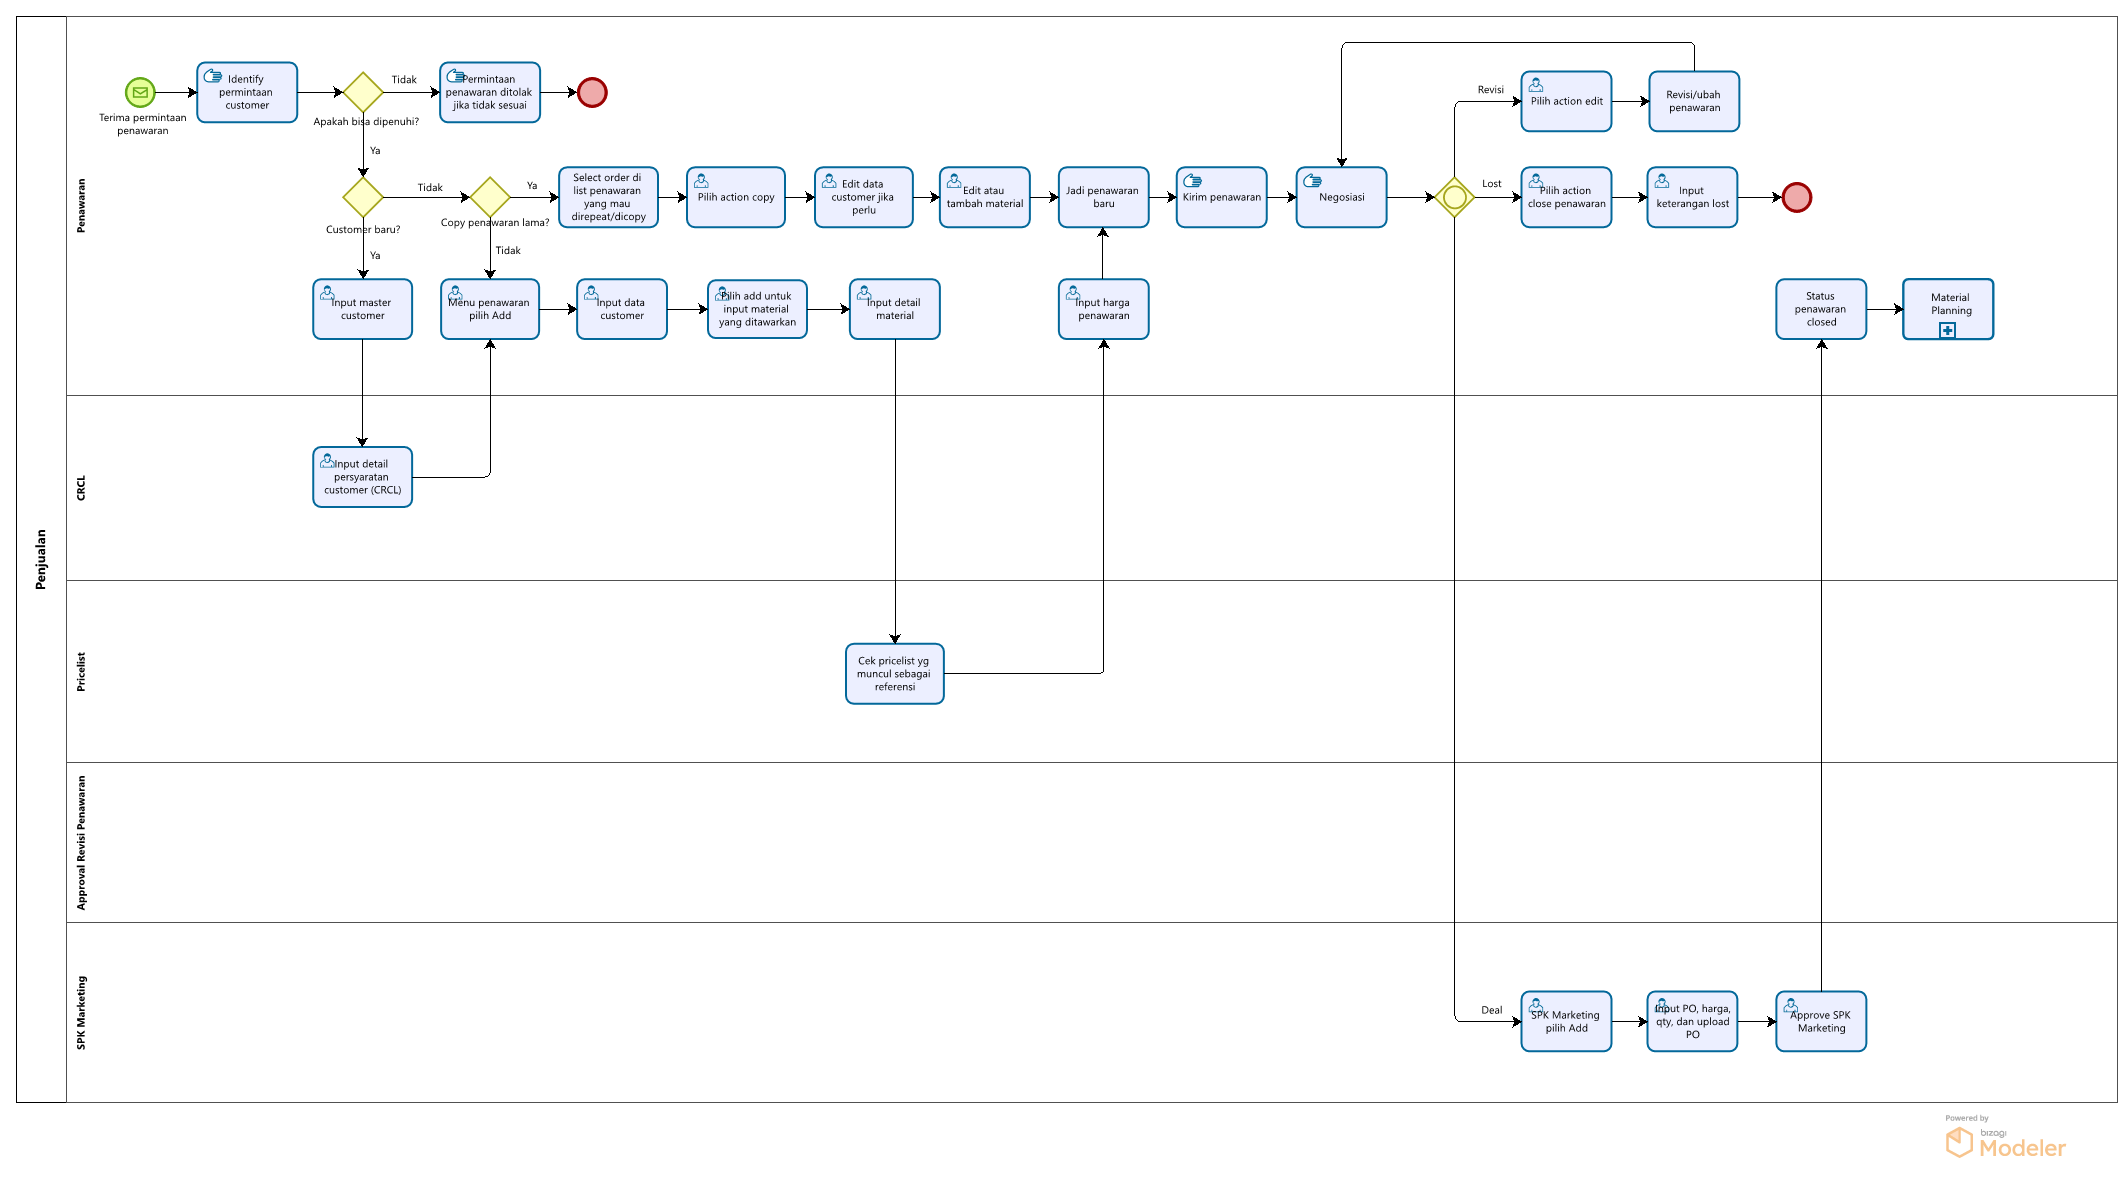 Penjualan
Penawaran
Terima permintaan
penawaran
Identify
permintaan
customer
Apakah bisa dipenuhi?
Tidak
Permintaan
penawaran ditolak
jika tidak sesuai
Ya
Customer baru?
Tidak
Copy penawaran lama?
Ya
Select order di
list penawaran
yang mau
direpeat/dicopy
Pilih action copy
Edit data
customer jika
perlu
Edit atau
tambah material
Jadi penawaran
baru
Kirim penawaran
Negosiasi
Revisi
Pilih action edit
Revisi/ubah
penawaran
Lost
Pilih action
close penawaran
Input
keterangan lost
Ya
Tidak
Input master
customer
Menu penawaran
pilih Add
Input data
customer
Pilih add untuk
input material
yang ditawarkan
Input detail
material
Input harga
penawaran
Status
penawaran
closed
Material
Planning
CRCL
Input detail
persyaratan
customer (CRCL)
Pricelist
Cek pricelist yg
muncul sebagai
referensi
Approval Revisi Penawaran
SPK Marketing
Deal
SPK Marketing
pilih Add
Input PO, harga,
qty, dan upload
PO
Approve SPK
Marketing
Powered by
bizagi
Modeler